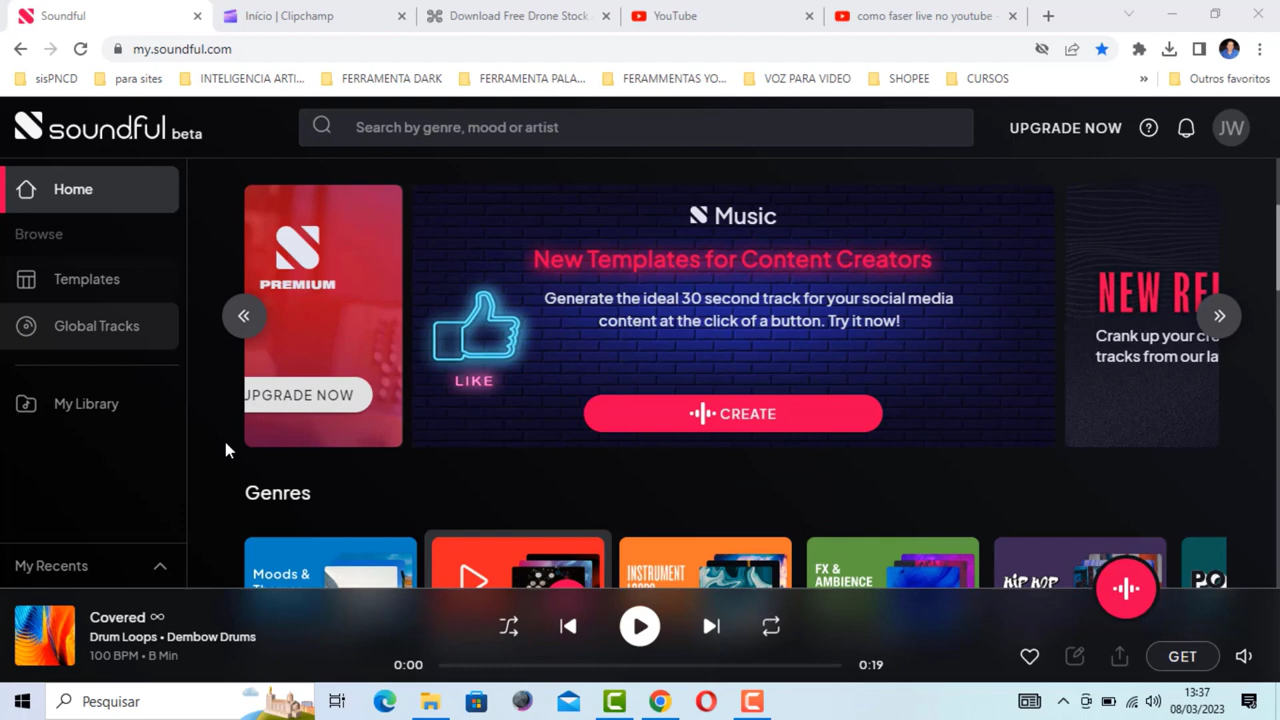 Soundful
Início | Clipchamp
Download Free Drone Stock
YouTube
como faser live no youtube -
my.soundful.com
sisPNCD
para sites
INTELIGENCIA ARTI...
FERRAMENTA DARK
FERRAMENTA PALA...
FERAMMENTAS YO...
VOZ PARA VIDEO
SHOPEE
CURSOS
»
Outros favoritos
soundful beta
Search by genre, mood or artist
UPGRADE NOW
JW
Home
Browse
Templates
Global Tracks
My Library
My Recents
PREMIUM
UPGRADE NOW
Music
New Templates for Content Creators
Generate the ideal 30 second track for your social media
content at the click of a button. Try it now!
LIKE
CREATE
NEW REL
Crank up your cre
tracks from our la
Genres
Moods &
INSTRUMENT
LOOPS
FX &
AMBIENCE
HIP HOP
PO
Covered
Drum Loops • Dembow Drums
100 BPM • B Min
0:00
0:19
GET
Pesquisar
13:37
08/03/2023